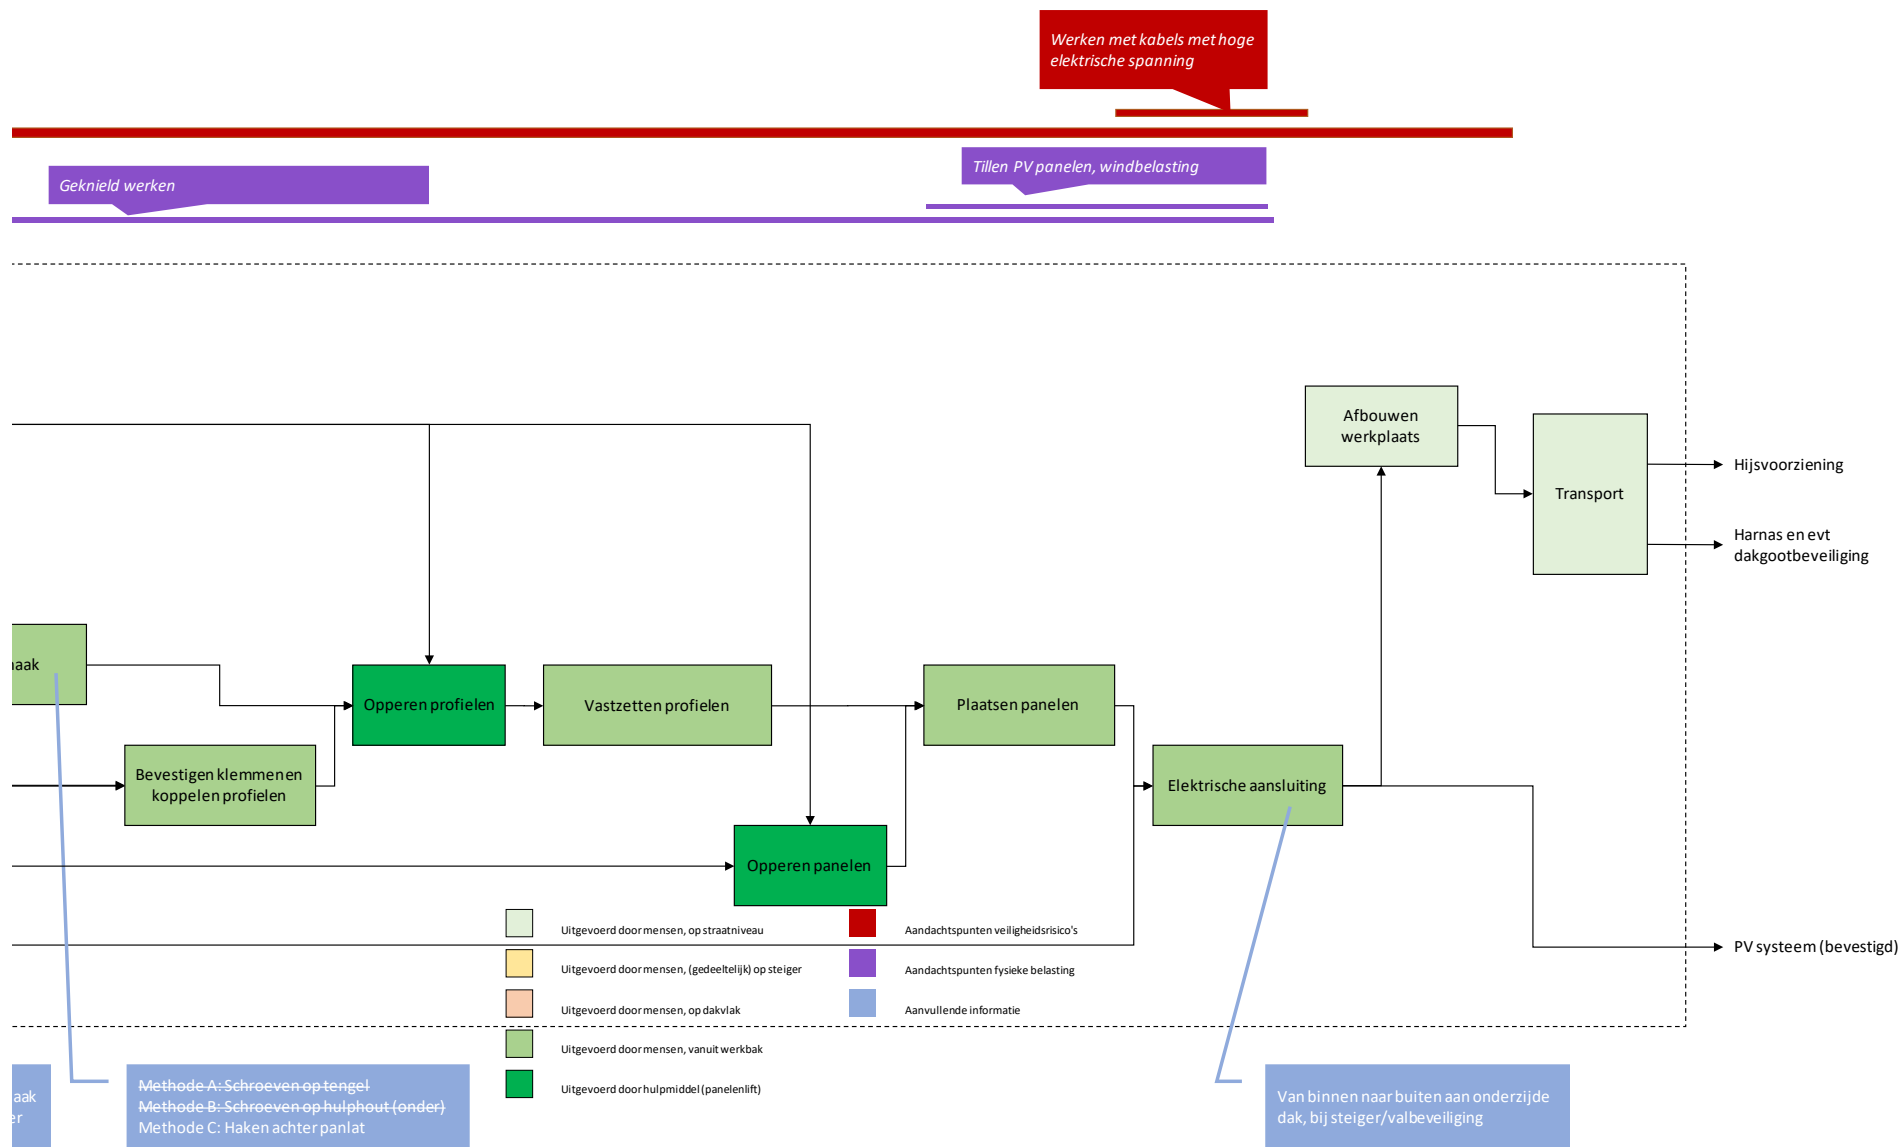 Werken met kabels met hoge
elektrische spanning
Geknield werken
Tillen PV panelen, windbelasting
Afbouwen
werkplaats
Transport
Hijsvoorziening
Harnas en evt
dakgootbeveiliging
Opperen profielen
Vastzetten profielen
Plaatsen panelen
Bevestigen klemmen en
koppelen profielen
Elektrische aansluiting
Opperen panelen
PV systeem (bevestigd)
Uitgevoerd door mensen, op straatniveau
Uitgevoerd door mensen, (gedeeltelijk) op steiger
Uitgevoerd door mensen, op dakvlak
Uitgevoerd door mensen, vanuit werkbak
Uitgevoerd door hulpmiddel (panelenlift)
Aandachtspunten veiligheidsrisico's
Aandachtspunten fysieke belasting
Aanvullende informatie
aak
er
Methode A: Schroeven op tengel
Methode B: Schroeven op hulphout (onder)
Methode C: Haken achter panlat
Van binnen naar buiten aan onderzijde
dak, bij steiger/valbeveiliging